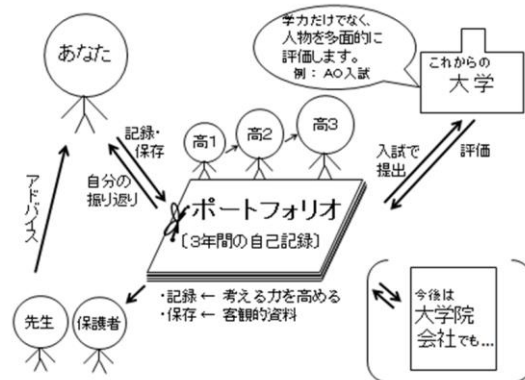 あなた
学力だけでなく、
人物を多面的に
評価します。
例：AO入試
これからの
大学
高1
高2
高3
記録・
保存
自分の
振り返り
入試で
提出
評価
アドバイス
ポートフォリオ
〔3年間の自己記録〕
・記録 ← 考える力を高める
・保存 ← 客観的資料
先生
保護者
今後は
大学院
会社でも…